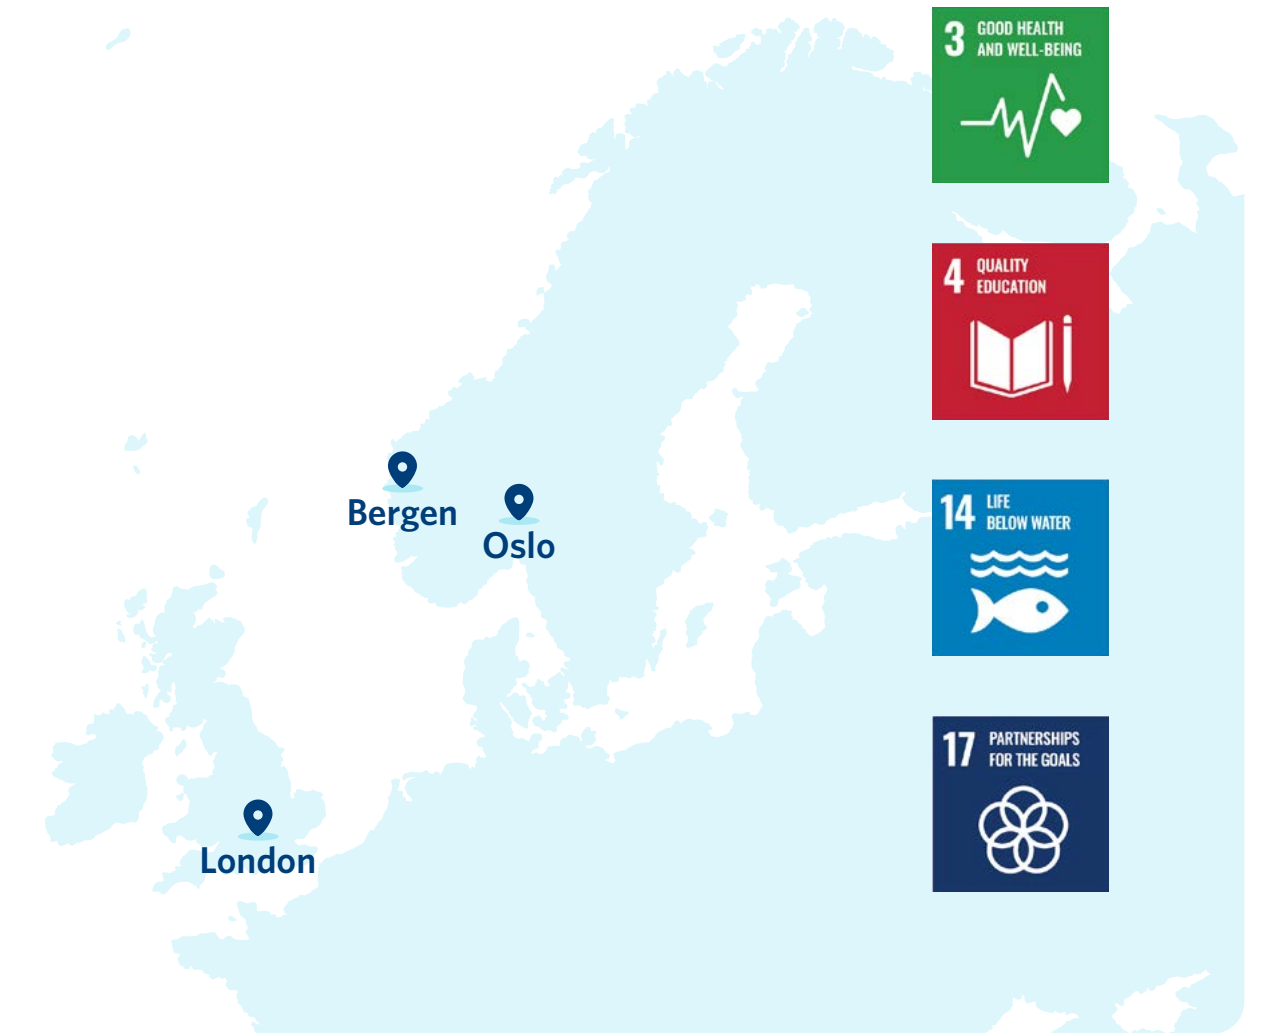 3 GOOD HEALTH
AND WELL-BEING
4 QUALITY
EDUCATION
Bergen
Oslo
14 LIFE
BELOW WATER
17 PARTNERSHIPS
FOR THE GOALS
London